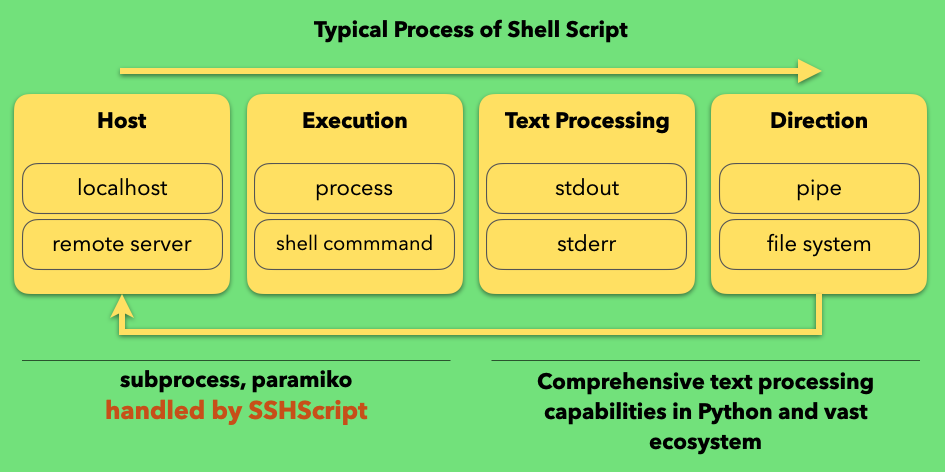 Typical Process of Shell Script
Host
localhost
remote server
Execution
process
shell commmand
Text Processing
stdout
stderr
Direction
pipe
file system
subprocess, paramiko
handled by SSHScript
Comprehensive text processing
capabilities in Python and vast
ecosystem